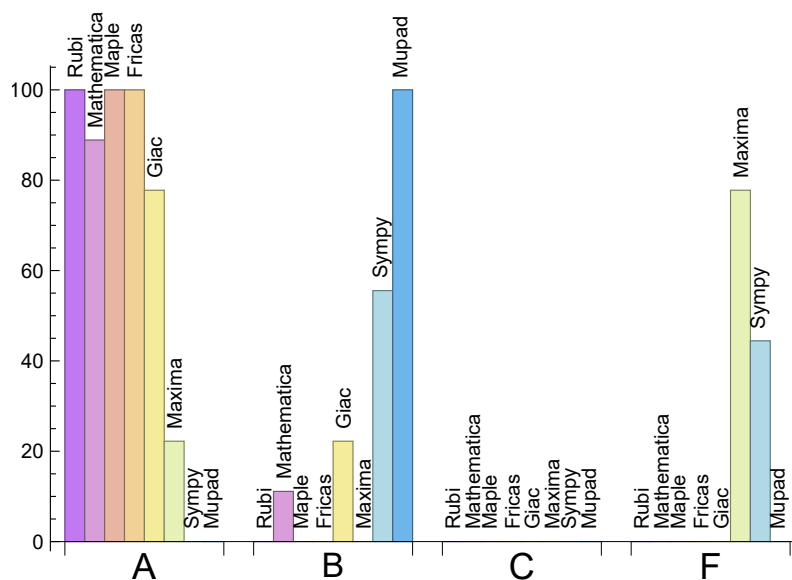 Rubi
Mathematica
Maple
Fricas
Giac
Maxima
Sympy
Mupad
Rubi
Mathematica
Maple
Fricas
Giac
Maxima
Sympy
Mupad
Rubi
Mathematica
Maple
Fricas
Giac
Maxima
Sympy
Mupad
Rubi
Mathematica
Maple
Fricas
Giac
Maxima
Sympy
Mupad
100
80
60
40
20
0
A B C F